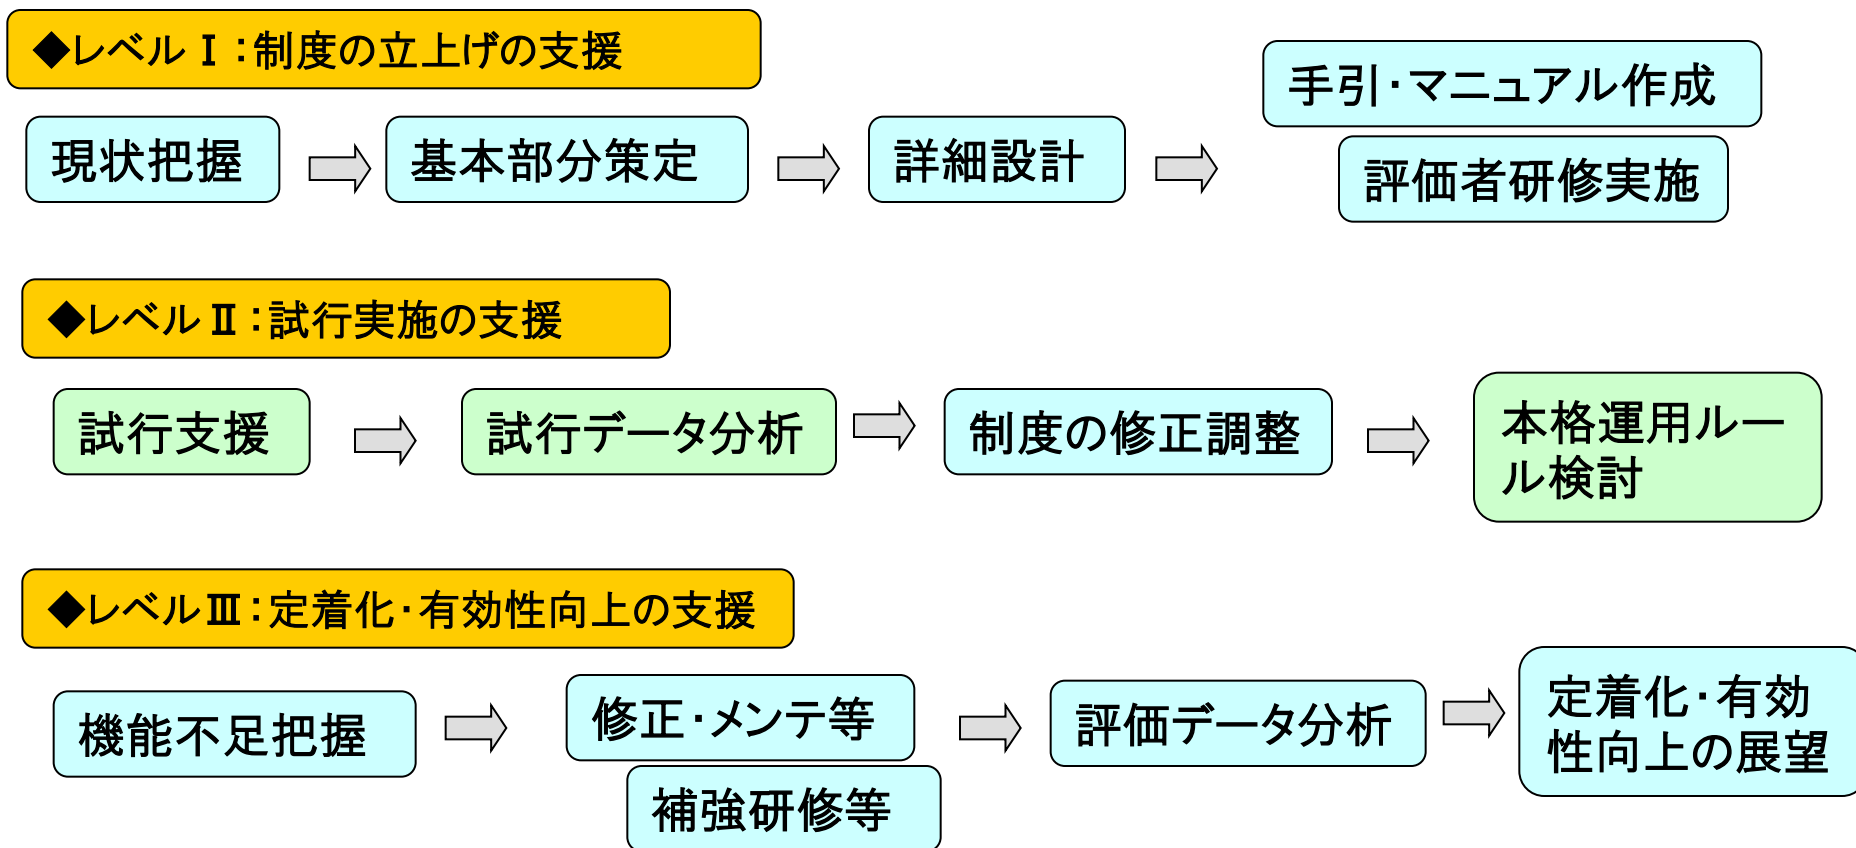 ◆レベルⅠ：制度の立上げの支援
手引・マニュアル作成
現状把握
基本部分策定
詳細設計
評価者研修実施
◆レベルⅡ：試行実施の支援
試行支援
試行データ分析
制度の修正調整
本格運用ルー
ル検討
◆レベルⅢ：定着化・有効性向上の支援
機能不足把握
修正・メンテ等
補強研修等
評価データ分析
定着化・有効
性向上の展望